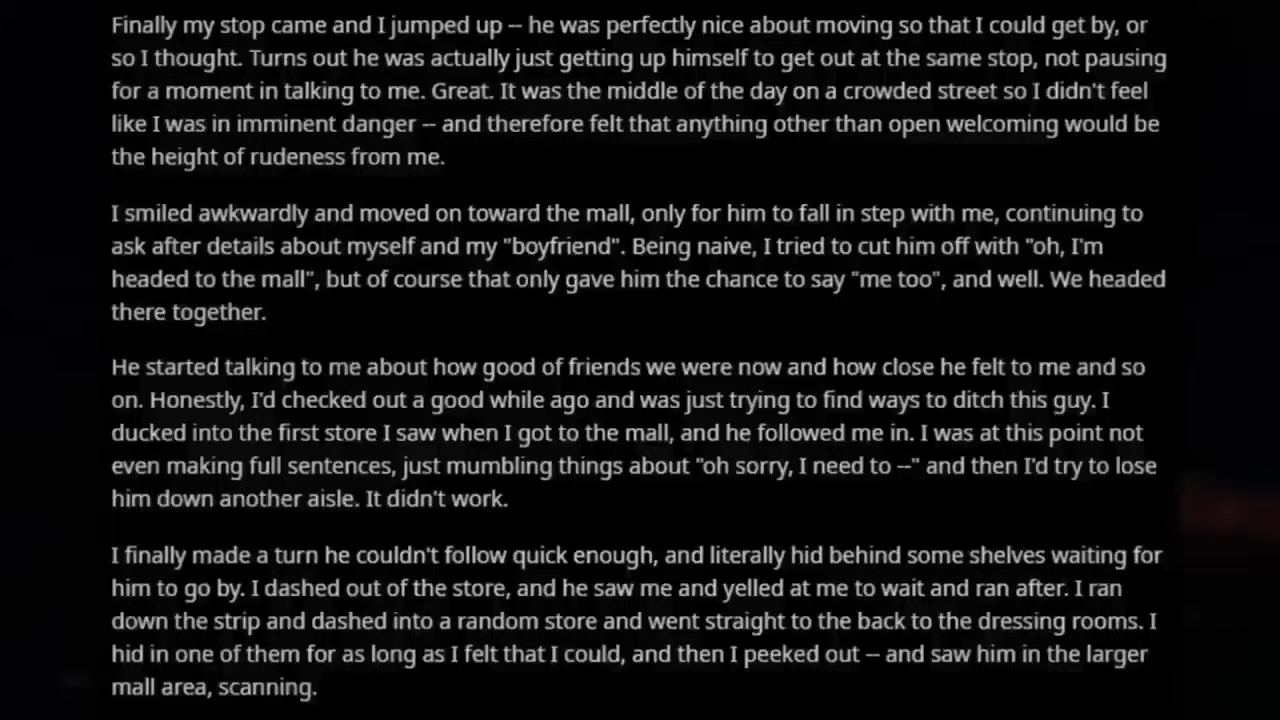 Finally my stop came and I jumped up -- he was perfectly nice about moving so that I could get by, or
so I thought. Turns out he was actually just getting up himself to get out at the same stop, not pausing
for a moment in talking to me. Great. It was the middle of the day on a crowded street so I didn't feel
like I was in imminent danger -- and therefore felt that anything other than open welcoming would be
the height of rudeness from me.
I smiled awkwardly and moved on toward the mall, only for him to fall in step with me, continuing to
ask after details about myself and my "boyfriend". Being naive, I tried to cut him off with "oh, I'm
headed to the mall", but of course that only gave him the chance to say "me too", and well. We headed
there together.
He started talking to me about how good of friends we were now and how close he felt to me and so
on. Honestly, I'd checked out a good while ago and was just trying to find ways to ditch this guy. I
ducked into the first store I saw when I got to the mall, and he followed me in. I was at this point not
even making full sentences, just mumbling things about "oh sorry, I need to --" and then I'd try to lose
him down another aisle. It didn't work.
I finally made a turn he couldn't follow quick enough, and literally hid behind some shelves waiting for
him to go by. I dashed out of the store, and he saw me and yelled at me to wait and ran after. I ran
down the strip and dashed into a random store and went straight to the back to the dressing rooms. I
hid in one of them for as long as I felt that I could, and then I peeked out -- and saw him in the larger
mall area, scanning.